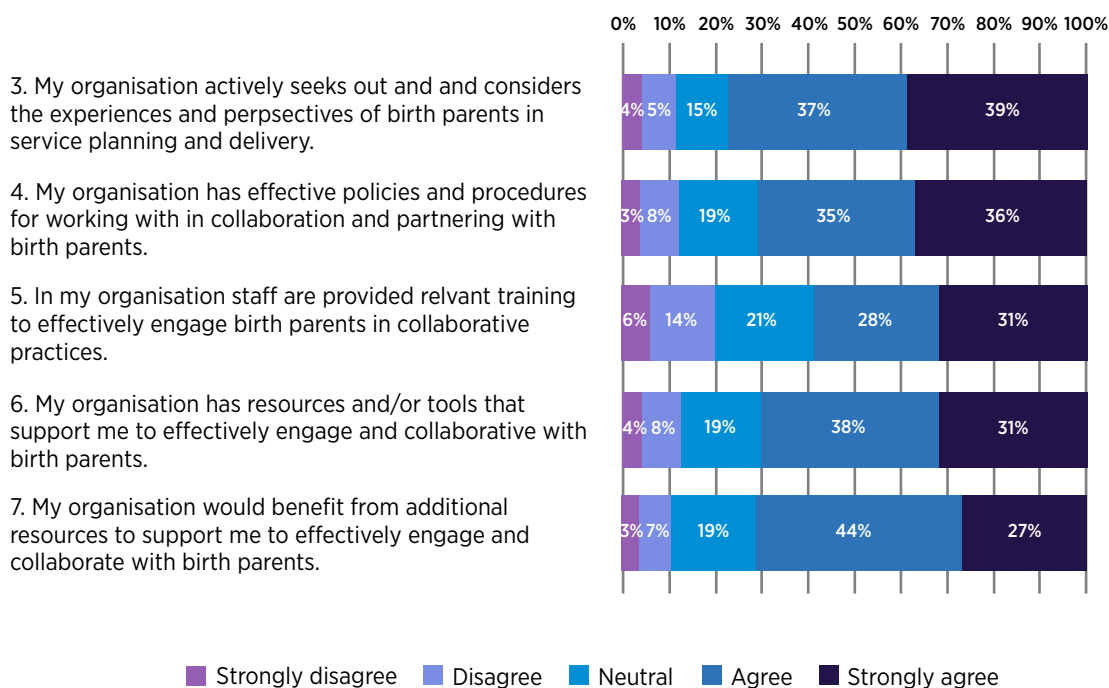 0% 10% 20% 30% 40% 50% 60% 70% 80% 90% 100%
3. My organisation actively seeks out and and considers
the experiences and perpsectives of birth parents in
service planning and delivery.
4% 5% 15% 37% 39%
4. My organisation has effective policies and procedures
for working with in collaboration and partnering with
birth parents.
3% 8% 19% 35% 36%
5. In my organisation staff are provided relvant training
to effectively engage birth parents in collaborative
practices.
6% 14% 21% 28% 31%
6. My organisation has resources and/or tools that
support me to effectively engage and collaborative with
birth parents.
4% 8% 19% 38% 31%
7. My organisation would benefit from additional
resources to support me to effectively engage and
collaborate with birth parents.
3% 7% 19% 44% 27%
Strongly disagree Disagree Neutral Agree Strongly agree